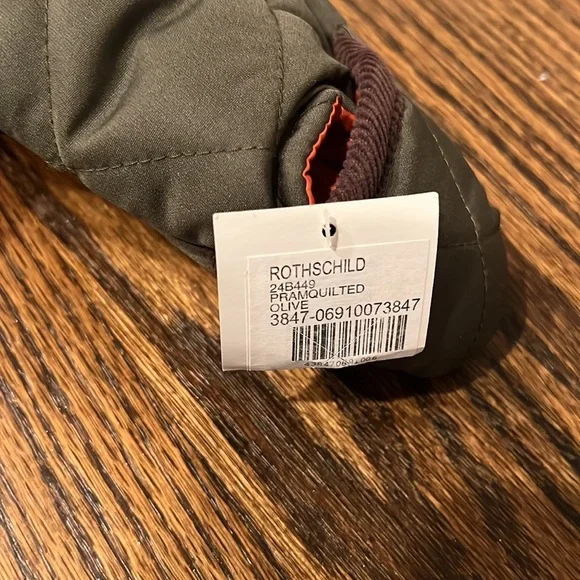 ROTHSCHILD
24B449
PRAMQUILTED
OLIVE
3847-06910073847